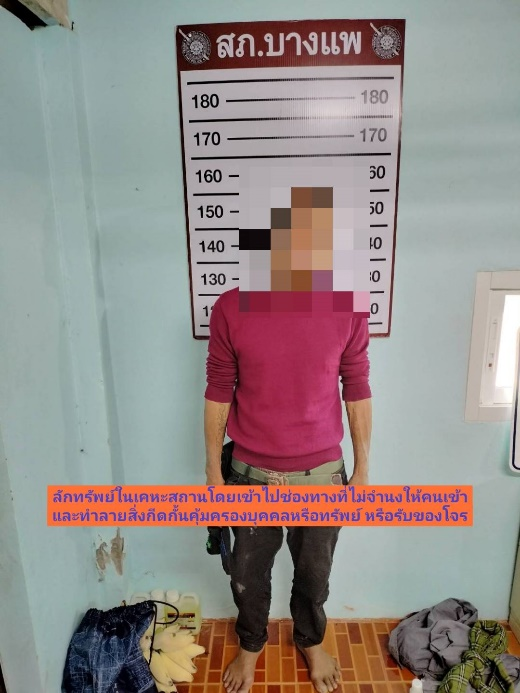 สภ.บางแพ
180 180
170 170
160 60
150 50
140 40
130 30
ลักทรัพย์ในเคหะสถานโดยเข้าไปช่องทางที่ไม่จำนงให้คนเข้า
และทำลายสิ่งกีดกั้นคุ้มครองบุคคลหรือทรัพย์ หรือรับของโจร